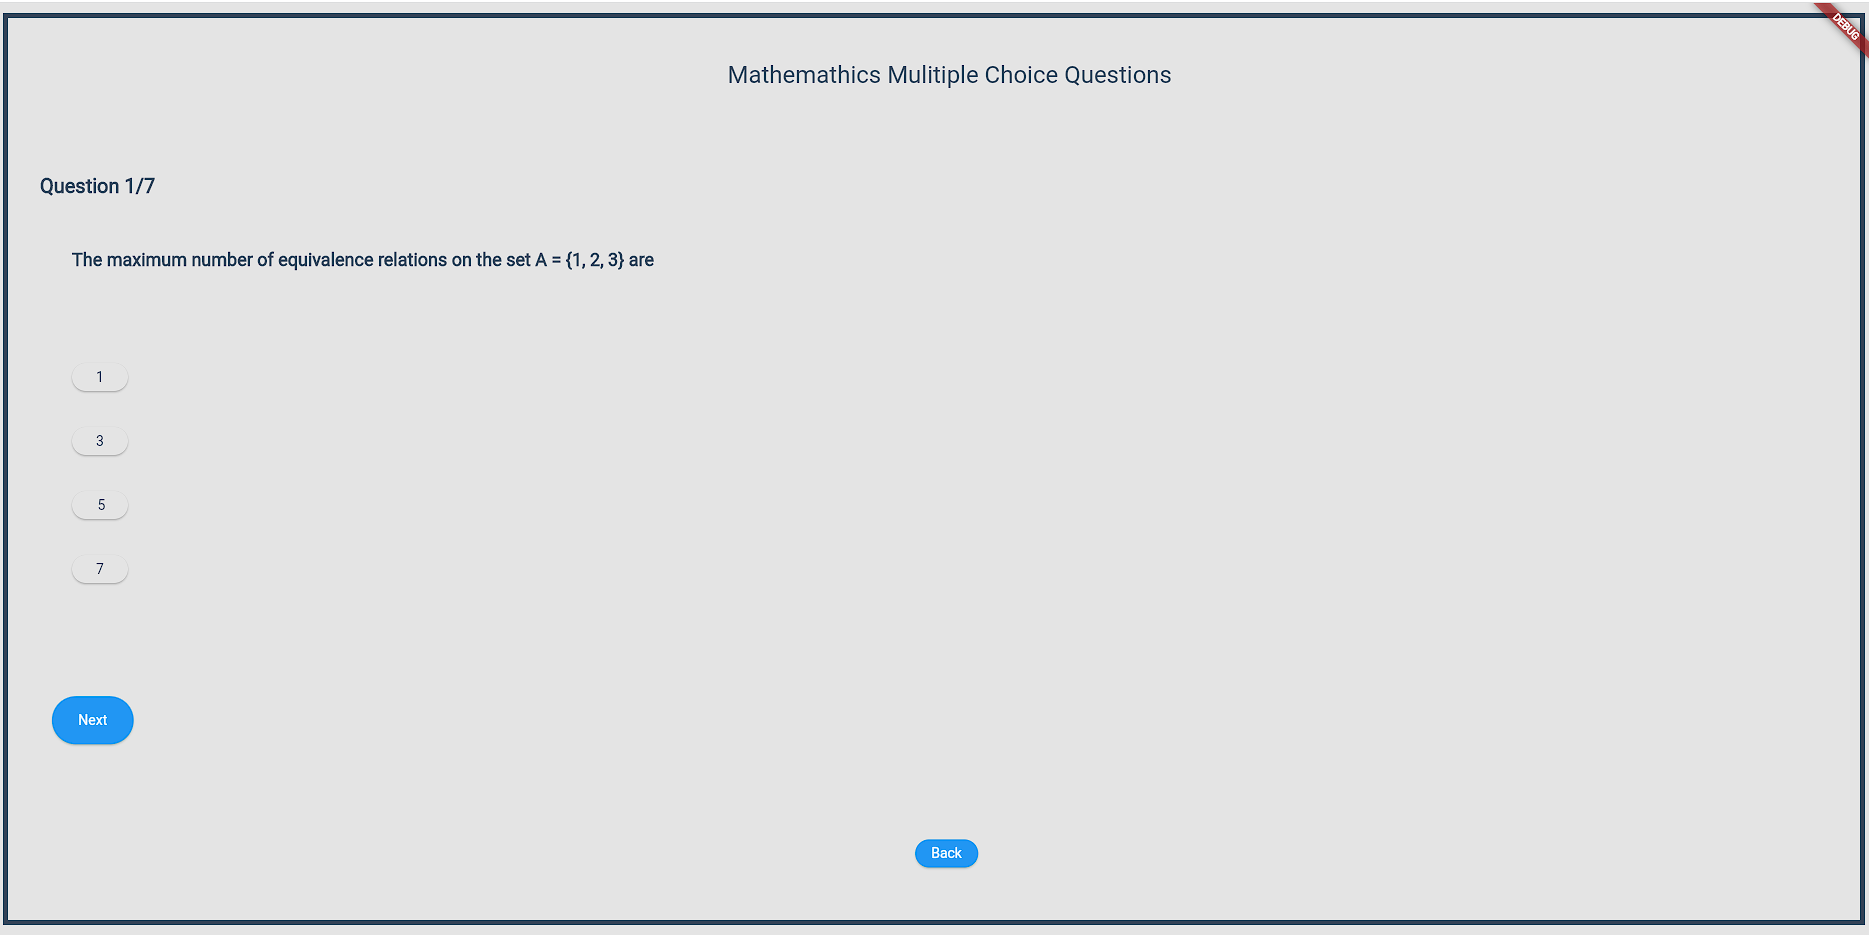 DEBUG
Mathemathics Mulitiple Choice Questions
Question 1/7
The maximum number of equivalence relations on the set A = {1, 2, 3} are
1
3
5
7
Next
Back